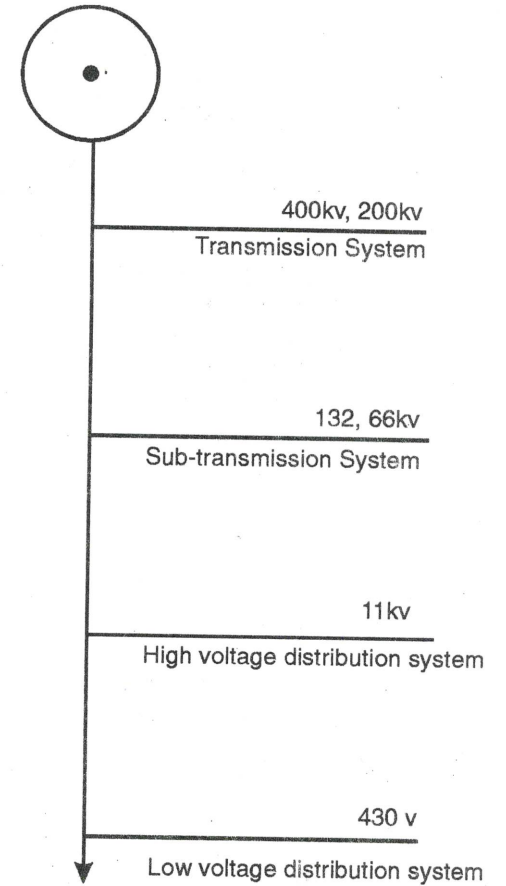 400kv, 200kv
Transmission System
132, 66kv
Sub-transmission System
11kv
High voltage distribution system
430 v
Low voltage distribution system